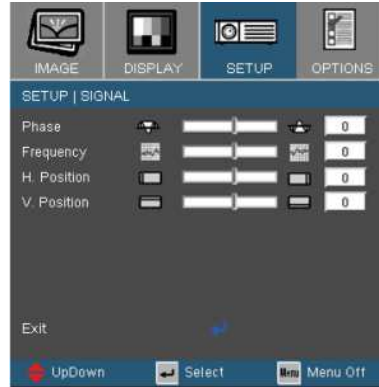 IMAGE DISPLAY SETUP OPTIONS
SETUP | SIGNAL
Phase 0
Frequency 0
H. Position 0
V. Position 0
Exit
UpDown Select Menu Menu Off